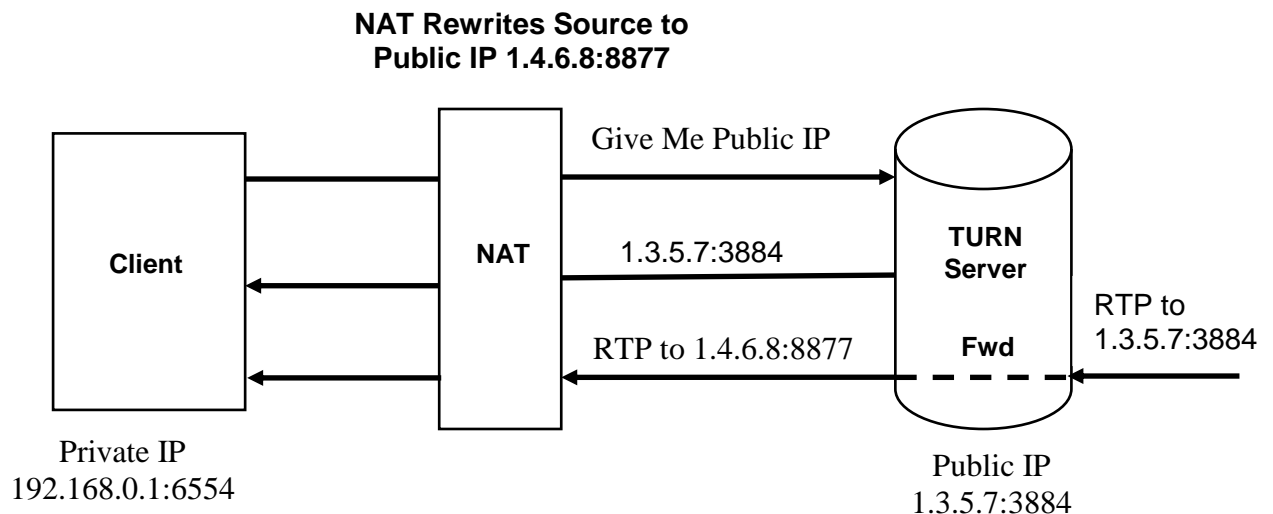 NAT Rewrites Source to
Public IP 1.4.6.8:8877
Give Me Public IP
Client
NAT
1.3.5.7:3884
TURN
Server
RTP to
1.3.5.7:3884
RTP to 1.4.6.8:8877
Fwd
Private IP
192.168.0.1:6554
Public IP
1.3.5.7:3884